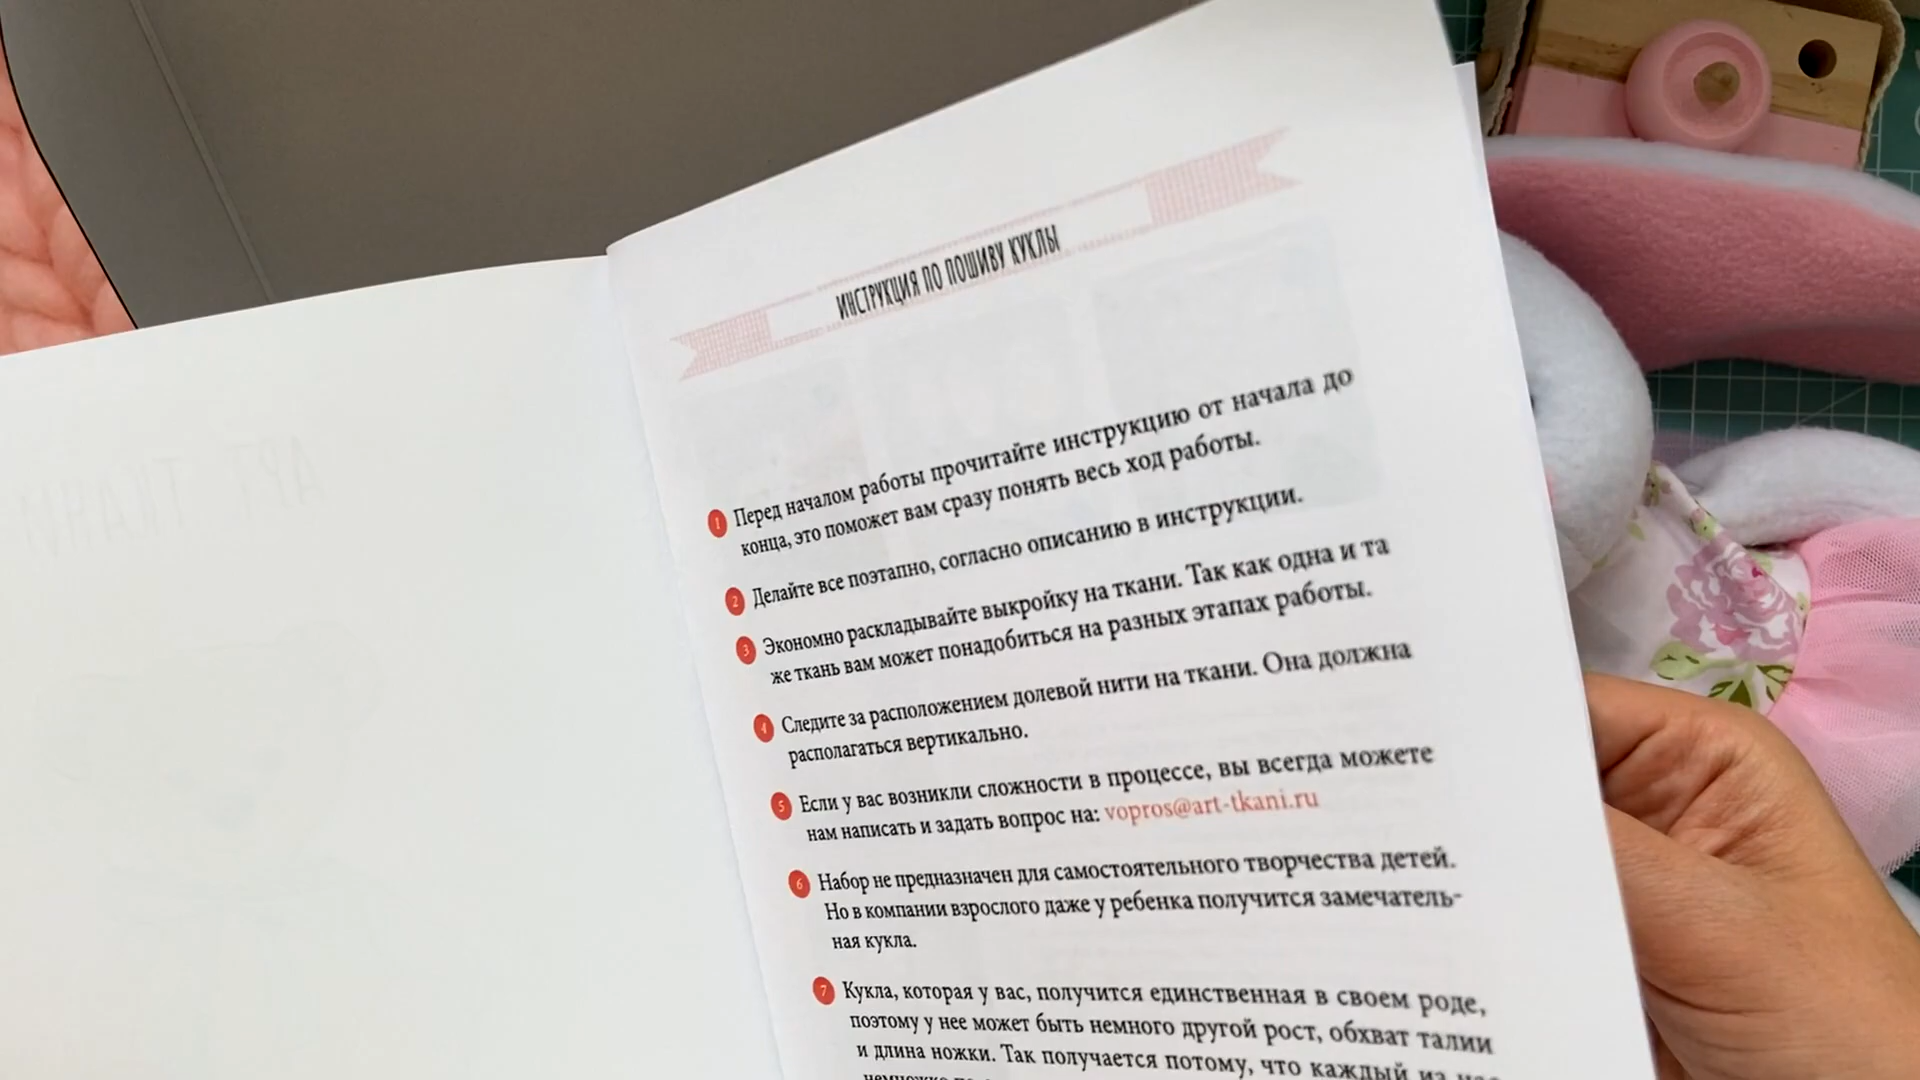 ИНСТРУКЦИЯ ПО ПОШИВУ КУКЛЫ
1 Перед началом работы прочитайте инструкцию от начала до
конца, это поможет вам сразу понять весь ход работы.
2 Делайте все поэтапно, согласно описанию в инструкции.
3 Экономно раскладывайте выкройку на ткани. Так как одна и та
же ткань вам может понадобиться на разных этапах работы.
4 Следите за расположением долевой нити на ткани. Она должна
располагаться вертикально.
5 Если у вас возникли сложности в процессе, вы всегда можете
нам написать и задать вопрос на: vopros@art-tkani.ru
6 Набор не предназначен для самостоятельного творчества детей.
Но в компании взрослого даже у ребенка получится замечатель-
ная кукла.
7 Кукла, которая у вас, получится единственная в своем роде,
поэтому у нее может быть немного другой рост, обхват талии
и длина ножки. Так получается потому, что каждый из